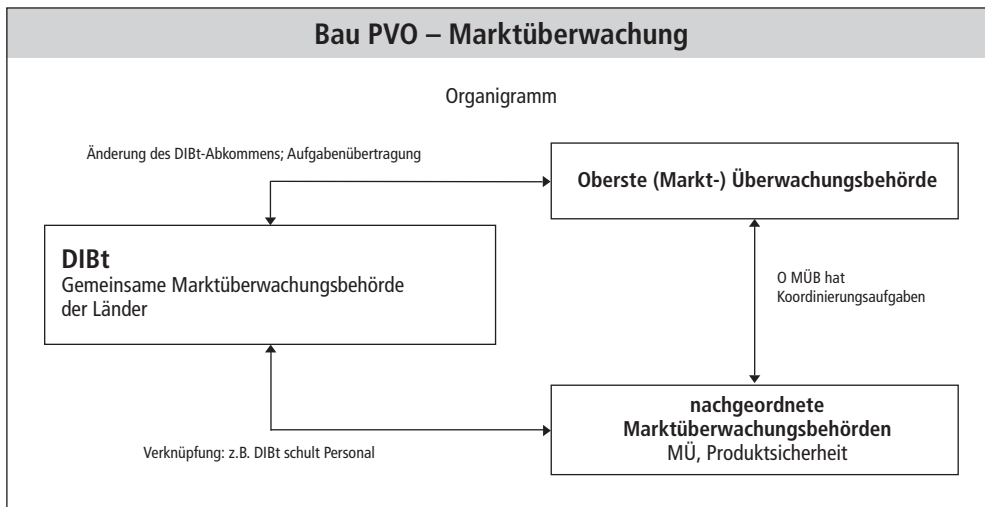 Bau PVO – Marktüberwachung
Organigramm
Änderung des DIBt-Abkommens; Aufgabenübertragung
Oberste (Markt-) Überwachungsbehörde
DIBt
Gemeinsame Marktüberwachungsbehörde
der Länder
O MÜB hat
Koordinierungsaufgaben
nachgeordnete
Marktüberwachungsbehörden
MÜ, Produktsicherheit
Verknüpfung: z.B. DIBt schult Personal